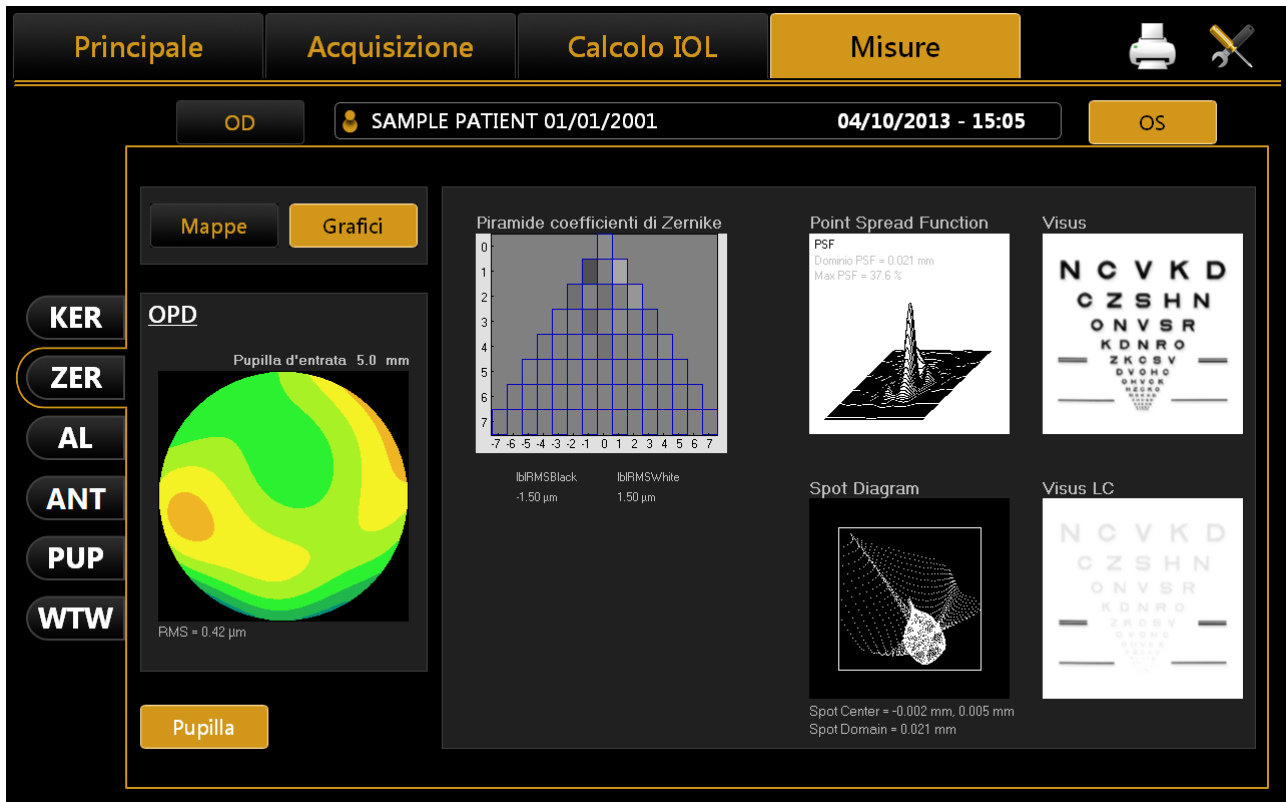 Principale
Acquisizione
Calcolo IOL
Misure
OD
SAMPLE PATIENT 01/01/2001
04/10/2013 - 15:05
OS
KER
ZER
AL
ANT
PUP
WTW
Mappe
Grafici
OPD
Pupilla d'entrata 5.0 mm
RMS = 0.42 µm
Pupilla
Piramide coefficienti di Zernike
0
1
2
3
4
5
6
7
-7 -6 -5 -4 -3 -2 -1 0 1 2 3 4 5 6 7
lblRMSBlack
lblRMSWhite
-1.50 µm
1.50 µm
Point Spread Function
PSF
Dominio PSF = 0.021 mm
Max PSF = 37.6 %
Visus
N C V K D
C Z S H N
O N V S R
K D N R O
Z K C S V
D V O H C
O H V C K
Spot Diagram
Spot Center = -0.002 mm, 0.005 mm
Spot Domain = 0.021 mm
Visus LC
N C V K D
C Z S H N
O N V S R
K D N R O
Z K C S V
D V O H C